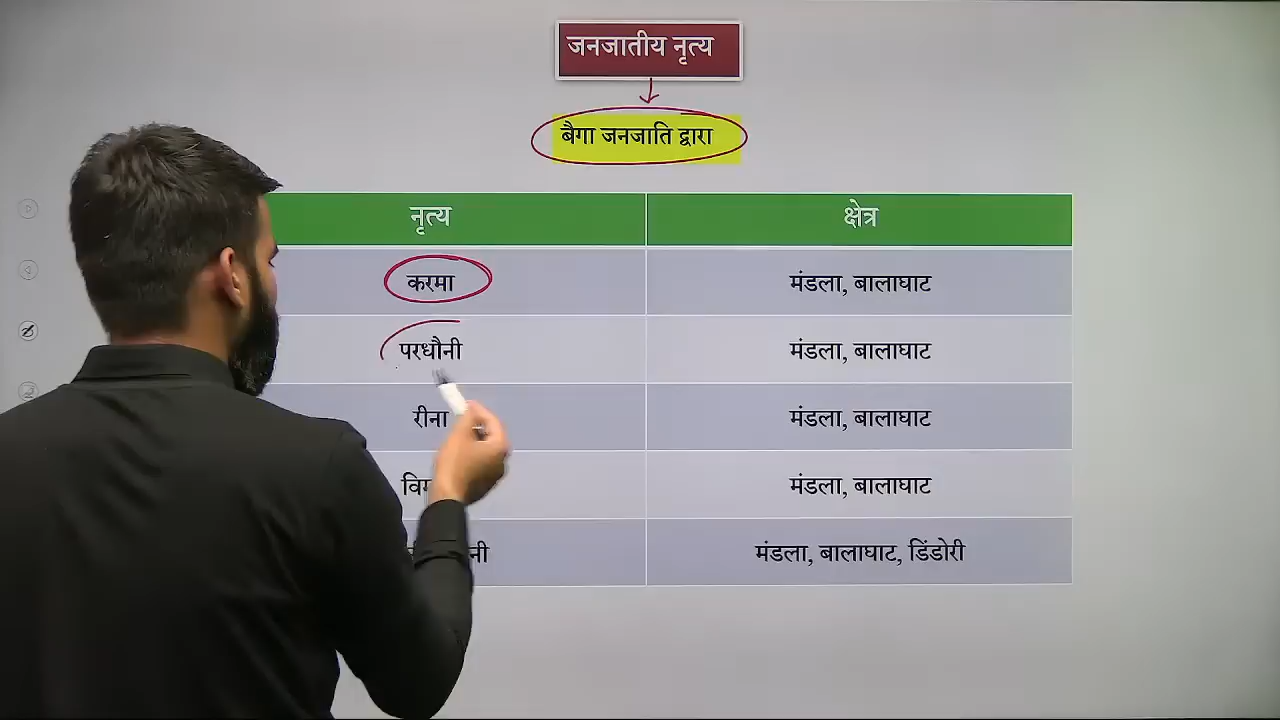 जनजातीय नृत्य
बैगा जनजाति द्वारा
नृत्य क्षेत्र
करमा मंडला, बालाघाट
परधौनी मंडला, बालाघाट
रीना मंडला, बालाघाट
मंडला, बालाघाट
मंडला, बालाघाट, डिंडोरी